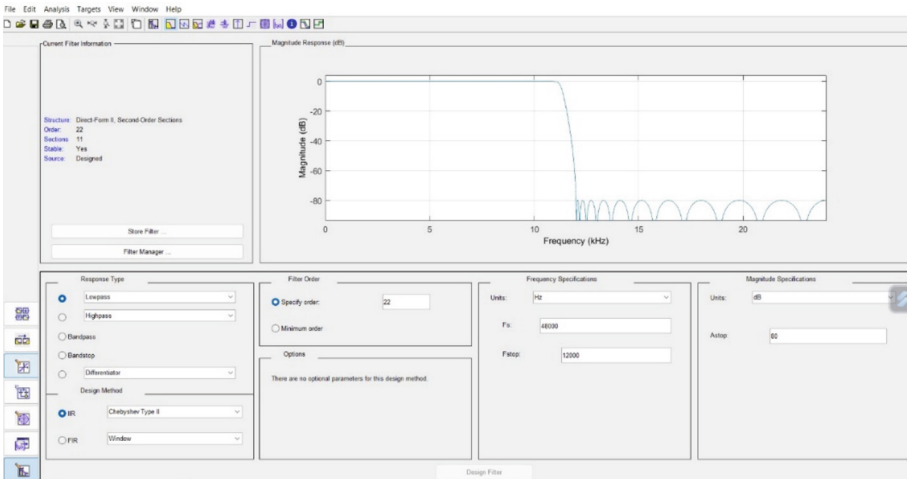 File Edit Analysis Targets View Window Help
Current Filter Information
Structure: Direct-Form II, Second-Order Sections
Order: 22
Sections: 11
Stable: Yes
Source: Designed
Store Filter ...
Filter Manager ...
Magnitude Response (dB)
Magnitude (dB)
0
-20
-40
-60
-80
0 5 10 15 20
Frequency (kHz)
Response Type
Lowpass
Highpass
Bandpass
Bandstop
Differentiator
Design Method
IIR Chebyshev Type II
FIR Window
Filter Order
Specify order: 22
Minimum order
Options
There are no optional parameters for this design method.
Frequency Specifications
Units: Hz
Fs: 48000
Fstop: 12000
Magnitude Specifications
Units: dB
Astop: 80
Design Filter